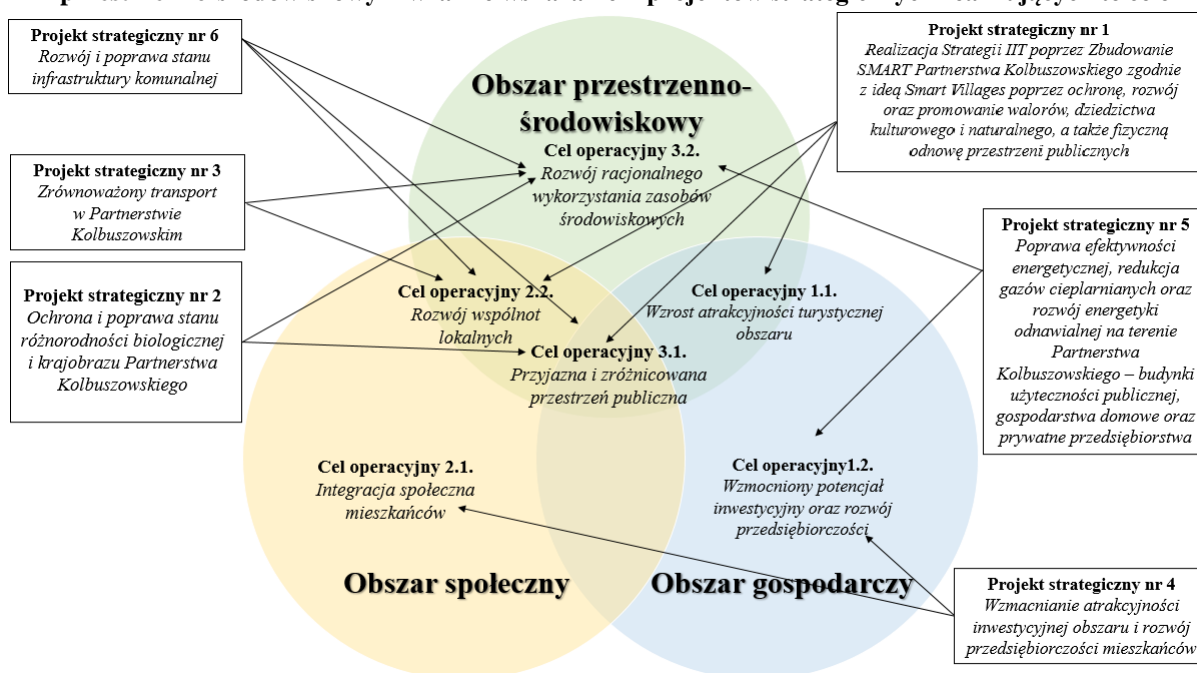 Projekt strategiczny nr 6
Rozwój i poprawa stanu
infrastruktury komunalnej
Projekt strategiczny nr 3
Zrównoważony transport
w Partnerstwie
Kolbuszowskim
Projekt strategiczny nr 2
Ochrona i poprawa stanu
różnorodności biologicznej
i krajobrazu Partnerstwa
Kolbuszowskiego
Obszar przestrzenno-
środowiskowy
Cel operacyjny 3.2.
Rozwój racjonalnego
wykorzystania zasobów
środowiskowych
Cel operacyjny 2.2.
Rozwój wspólnot
lokalnych
Cel operacyjny 1.1.
Wzrost atrakcyjności turystycznej
obszaru
Cel operacyjny 3.1.
Przyjazna i zróżnicowana
przestrzeń publiczna
Cel operacyjny 2.1.
Integracja społeczna
mieszkańców
Cel operacyjny1.2.
Wzmocniony potencjał
inwestycyjny oraz rozwój
przedsiębiorczości
Obszar społeczny
Obszar gospodarczy
Projekt strategiczny nr 1
Realizacja Strategii IIT poprzez Zbudowanie
SMART Partnerstwa Kolbuszowskiego zgodnie
z ideą Smart Villages poprzez ochronę, rozwój
oraz promowanie walorów, dziedzictwa
kulturowego i naturalnego, a także fizyczną
odnowę przestrzeni publicznych
Projekt strategiczny nr 5
Poprawa efektywności
energetycznej, redukcja
gazów cieplarnianych oraz
rozwój energetyki
odnawialnej na terenie
Partnerstwa
Kolbuszowskiego – budynki
użyteczności publicznej,
gospodarstwa domowe oraz
prywatne przedsiębiorstwa
Projekt strategiczny nr 4
Wzmacnianie atrakcyjności
inwestycyjnej obszaru i rozwój
przedsiębiorczości mieszkańców